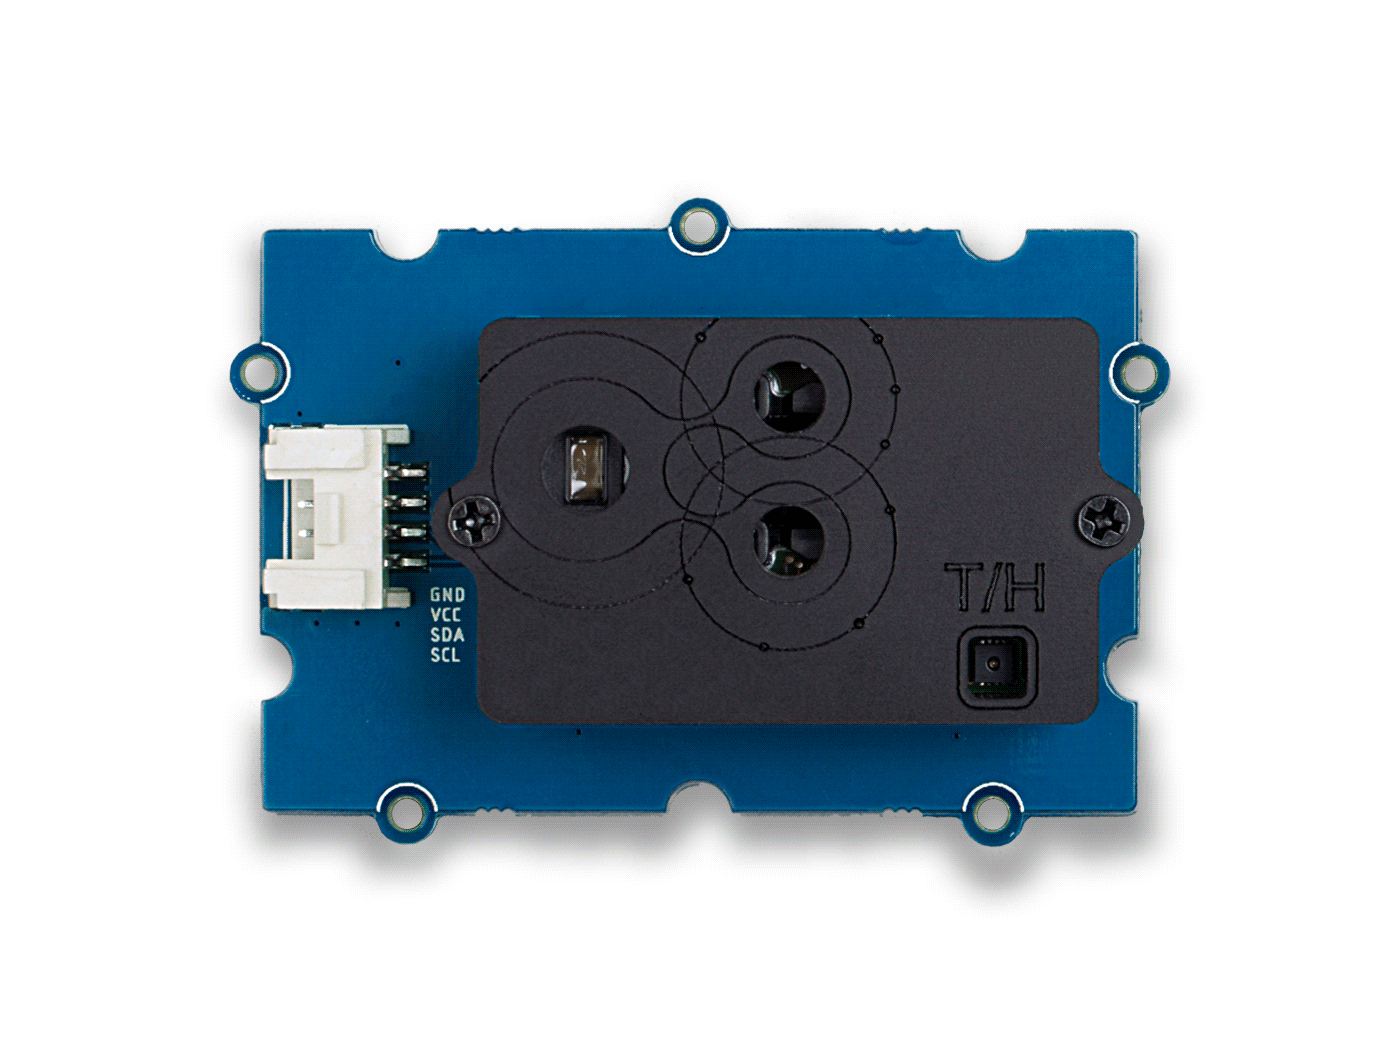 GND
VCC
SDA
SCL
T/H